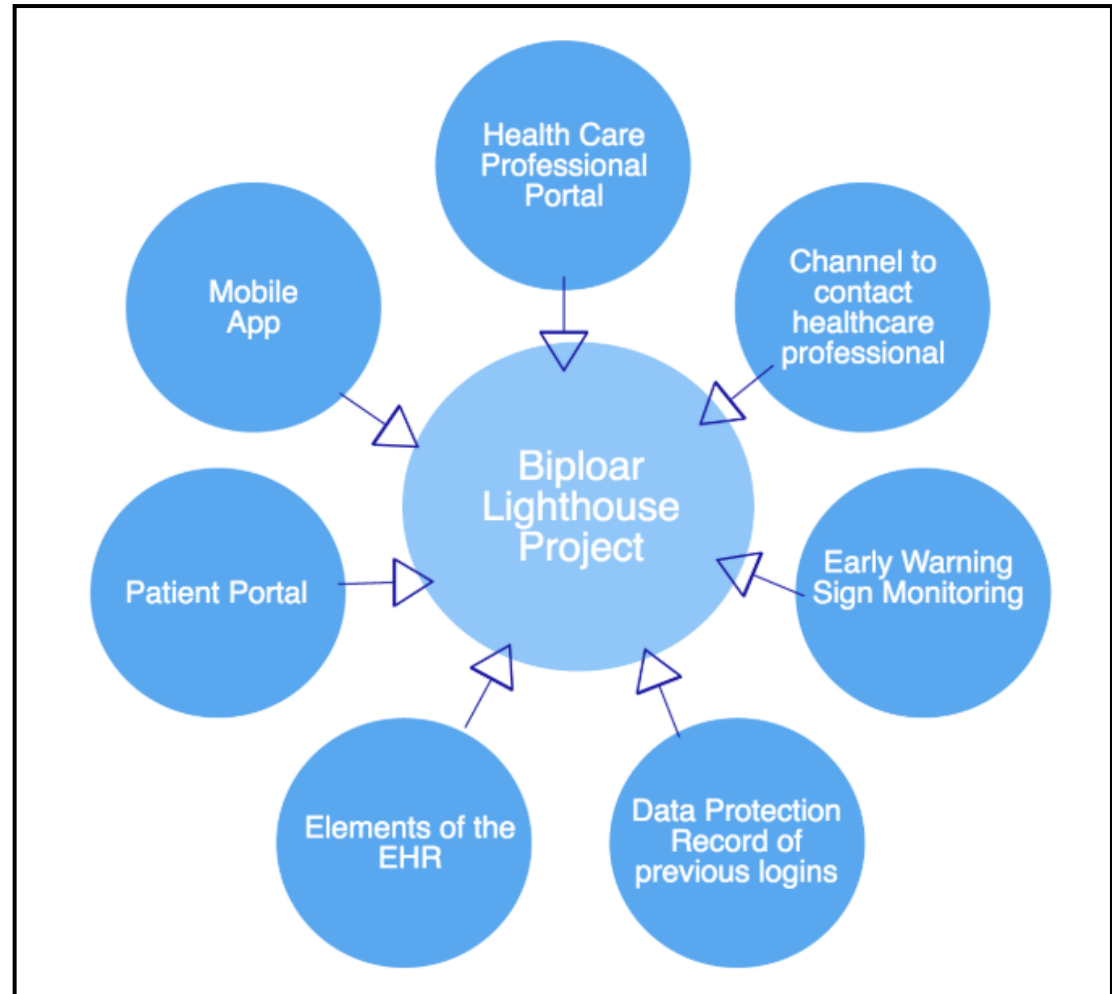 Health Care
Professional
Portal
Channel to
contact
healthcare
professional
Mobile
App
Biploar
Lighthouse
Project
Early Warning
Sign Monitoring
Patient Portal
Elements of the
EHR
Data Protection
Record of
previous logins